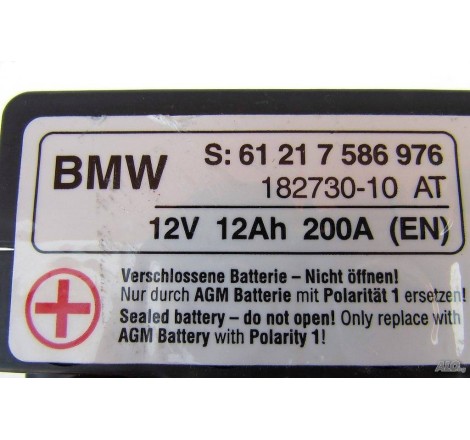 BMW
S: 61 21 7 586 976
182730-10 AT
12V 12Ah 200A (EN)
Verschlossene Batterie – Nicht öffnen!
Nur durch AGM Batterie mit Polarität 1 ersetzen!
Sealed battery – do not open! Only replace with
AGM Battery with Polarity 1!